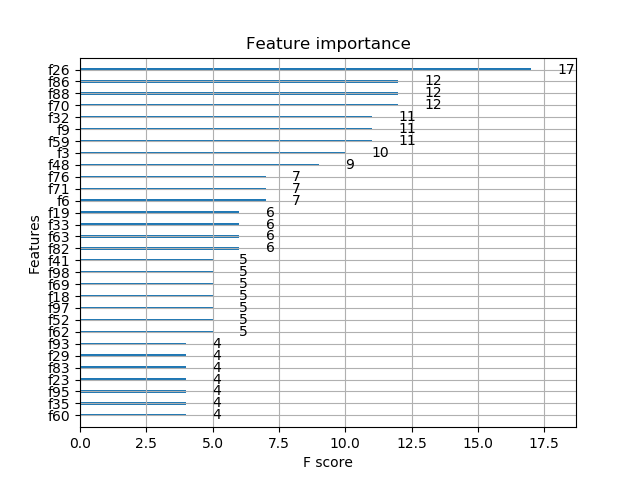 Feature importance
f26 17
f86 12
f88 12
f70 12
f32 11
f9 11
f59 11
f3 10
f48 9
f76 7
f71 7
f6 7
f19 6
f33 6
f63 6
f82 6
f41 5
f98 5
f69 5
f18 5
f97 5
f52 5
f62 5
f93 4
f29 4
f83 4
f23 4
f95 4
f35 4
f60 4
Features
0.0 2.5 5.0 7.5 10.0 12.5 15.0 17.5
F score